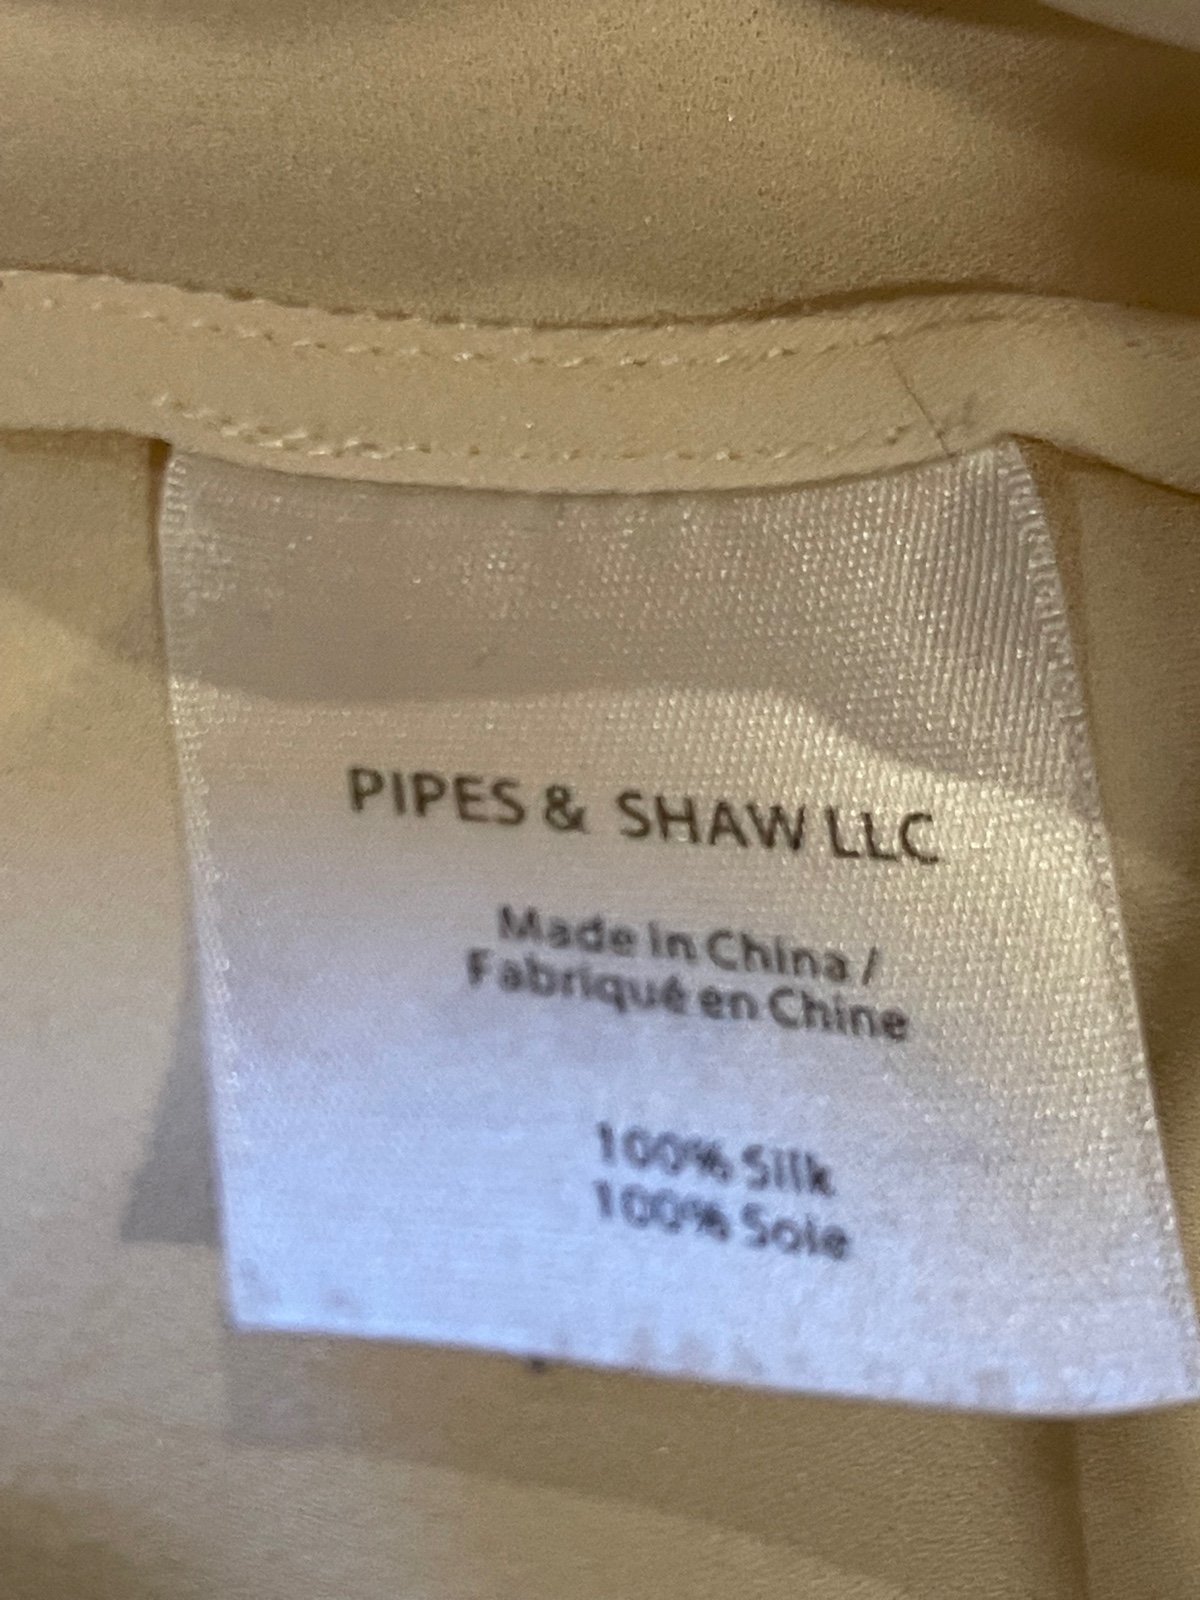 PIPES & SHAW LLC
Made in China /
Fabriqué en Chine
100% Silk
100% Soie